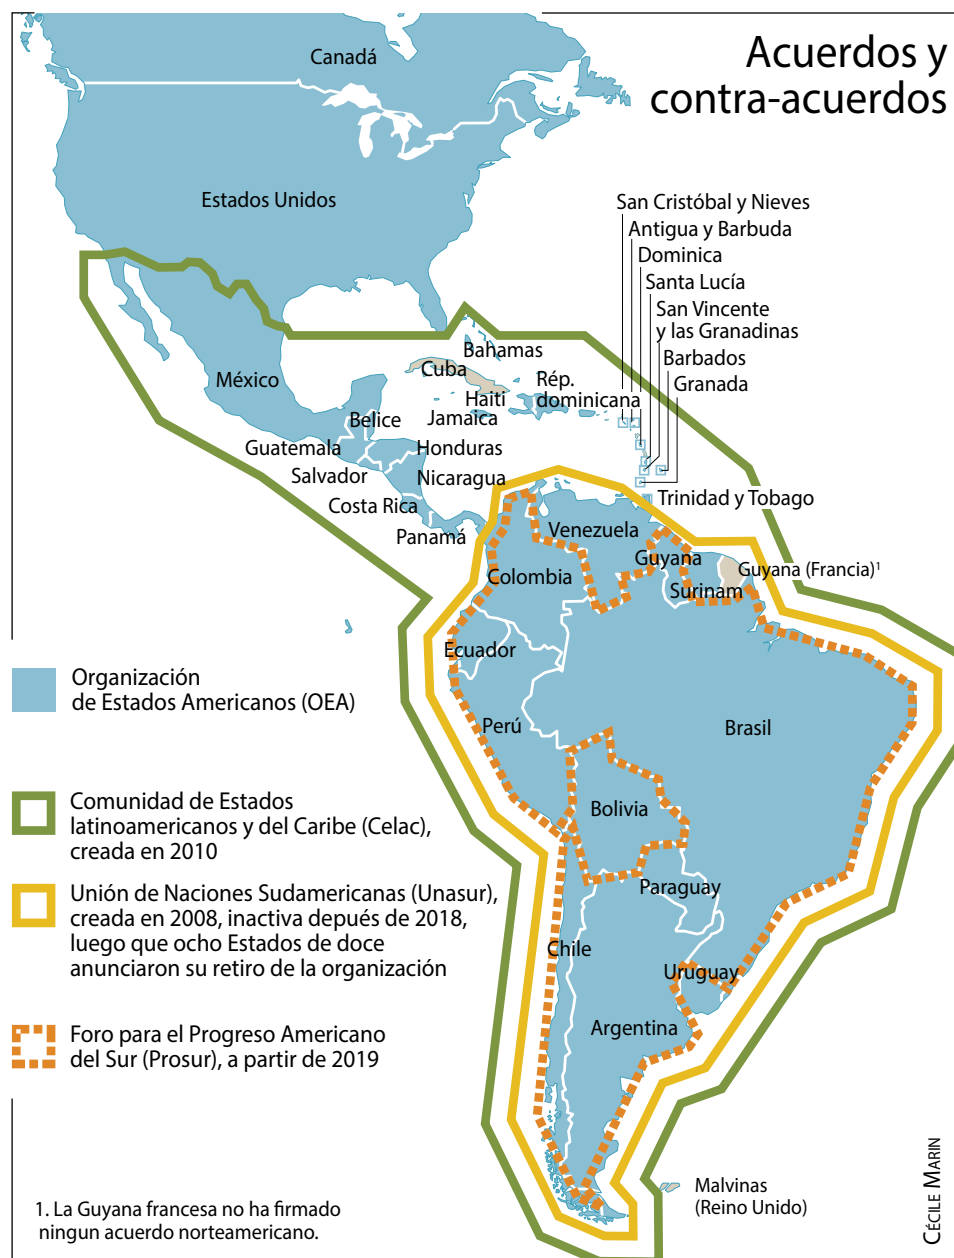 Acuerdos y
contra-acuerdos
Canadá
Estados Unidos
San Cristóbal y Nieves
Antigua y Barbuda
Dominica
Santa Lucía
San Vincente
y las Granadinas
Barbados
Granada
Bahamas
Cuba
México
Rép.
dominicana
Haiti
Jamaica
Belice
Guatemala
Honduras
Salvador
Nicaragua
Costa Rica
Trinidad y Tobago
Panamá
Venezuela
Guyana
Guyana (Francia)¹
Colombia
Surinam
Ecuador
Perú
Brasil
Bolivia
Paraguay
Chile
Uruguay
Argentina
Malvinas
(Reino Unido)
Organización
de Estados Americanos (OEA)
Comunidad de Estados
latinoamericanos y del Caribe (Celac),
creada en 2010
Unión de Naciones Sudamericanas (Unasur),
creada en 2008, inactiva depués de 2018,
luego que ocho Estados de doce
anunciaron su retiro de la organización
Foro para el Progreso Americano
del Sur (Prosur), a partir de 2019
1. La Guyana francesa no ha firmado
ningun acuerdo norteamericano.
CÉCILE MARIN